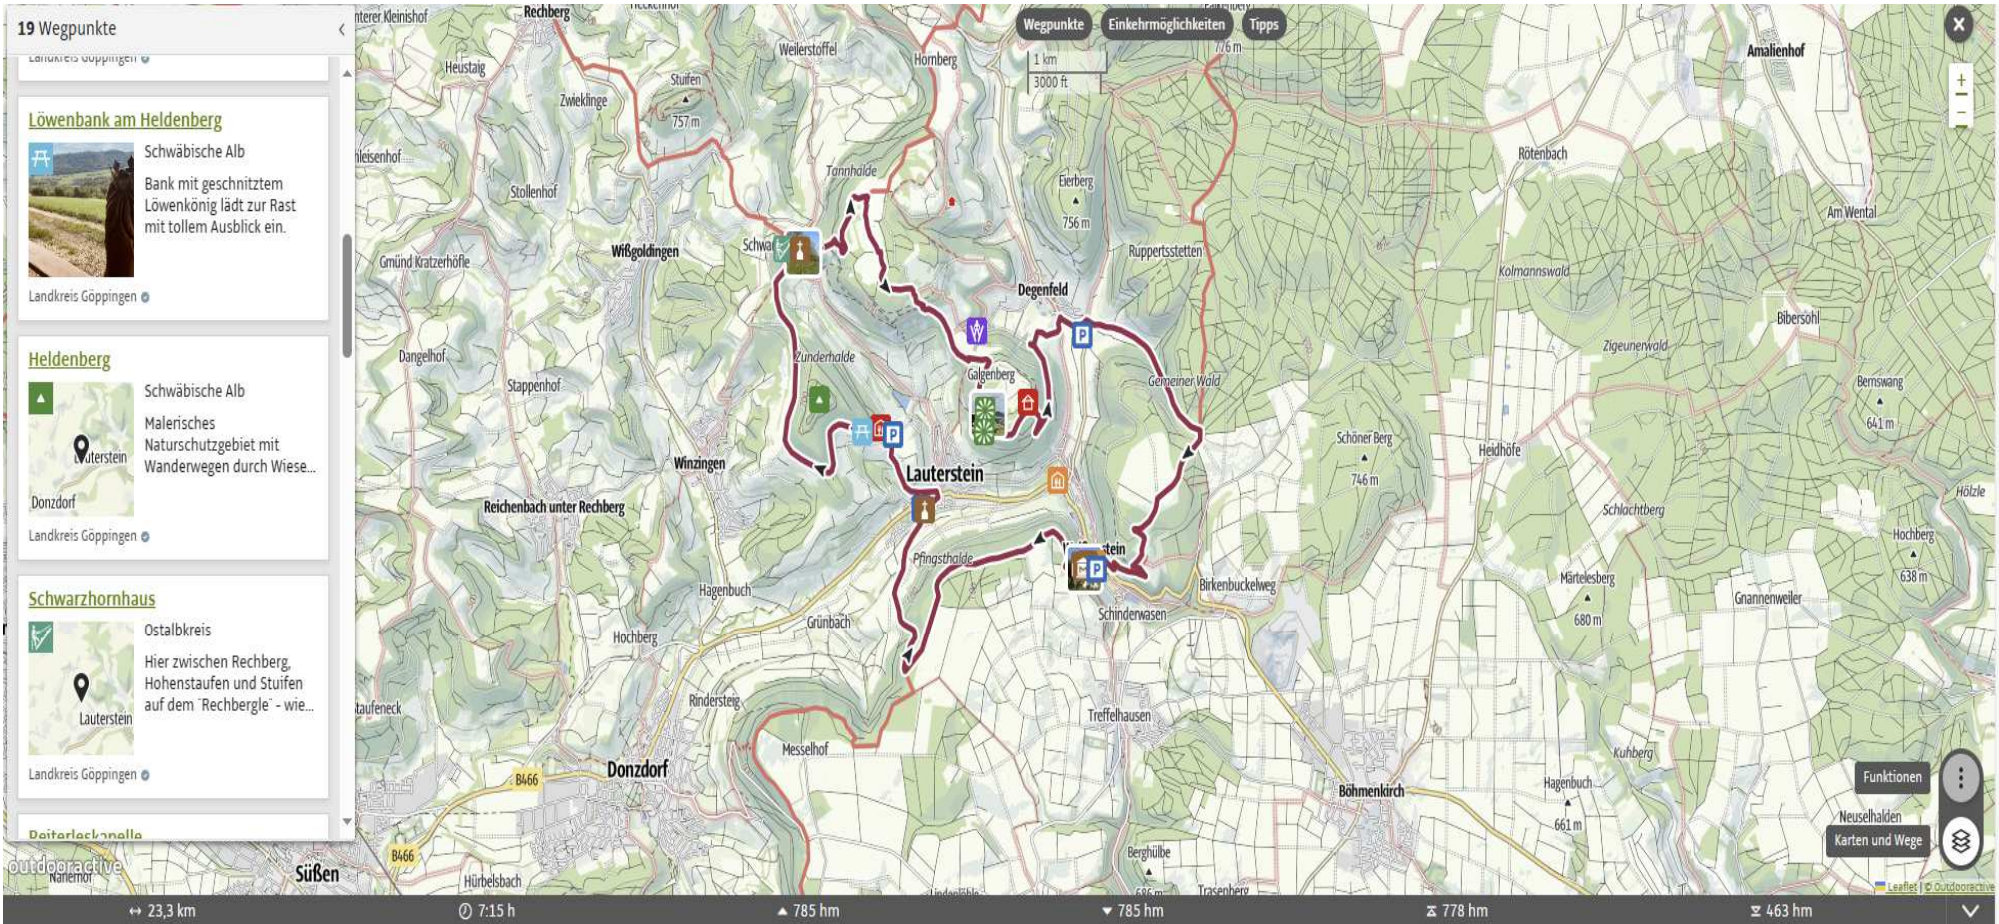 19 Wegpunkte
Landkreis Göppingen
Löwenbank am Heldenberg
Schwäbische Alb
Bank mit geschnitztem
Löwenkönig lädt zur Rast
mit tollem Ausblick ein.
Landkreis Göppingen
Heldenberg
Schwäbische Alb
Malerisches
Naturschutzgebiet mit
Wanderwegen durch Wiese...
Donzdorf
Landkreis Göppingen
Schwarzhornhaus
Ostalbkreis
Hier zwischen Rechberg,
Hohenstaufen und Stuifen
auf dem "Rechbergle" - wie...
Lauterstein
Landkreis Göppingen
Reiterleskapelle
outdooractive
Wegpunkte
Einkehrmöglichkeiten
Tipps
1 km
3000 ft
776 m
Rechberg
Weilerstoffel
Hornberg
Amalienhof
Heustaig
Stuifen
757 m
Zwieklinge
Tannhalde
Eierberg
756 m
Rötenbach
Stollenhof
Am Wental
Wißgoldingen
Gmünd Kratzerhöfle
Ruppertsstetten
Kolmannswald
Degenfeld
Bibersohl
Zigeunerwald
Dangelhof
Zunderhalde
Galgenberg
Gemeiner Wald
Stappenhof
Bernswang
641 m
Schöner Berg
746 m
Heidhöfe
Winzingen
Lauterstein
Reichenbach unter Rechberg
Hölzle
Schlachtberg
Hochberg
638 m
Pfingsthalde
Birkenbuckelweg
Märtelesberg
680 m
Gnannenweiler
Hagenbuch
Schinderwasen
Grünbach
Hochberg
Rindersteig
Treffelhausen
Messelhof
Kuhberg
Donzdorf
B466
Böhmenkirch
Hagenbuch
661 m
Funktionen
Neuselhalden
Karten und Wege
B466
Berghülbe
Süßen
Hürbelsbach
Leaflet | © Outdooractive
23,3 km
7:15 h
785 hm
785 hm
778 hm
463 hm